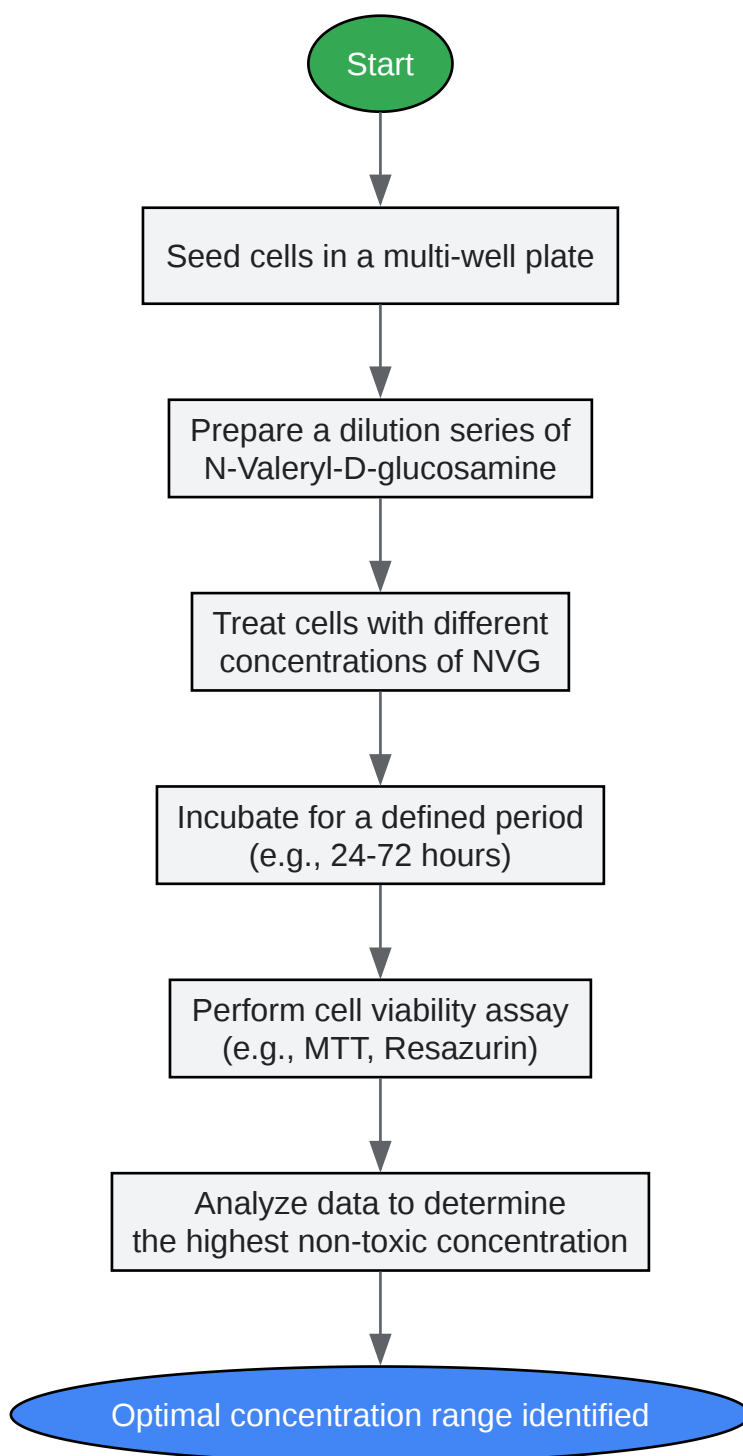 Start
Seed cells in a multi-well plate
Prepare a dilution series of
N-Valeryl-D-glucosamine
Treat cells with different
concentrations of NVG
Incubate for a defined period
(e.g., 24-72 hours)
Perform cell viability assay
(e.g., MTT, Resazurin)
Analyze data to determine
the highest non-toxic concentration
Optimal concentration range identified